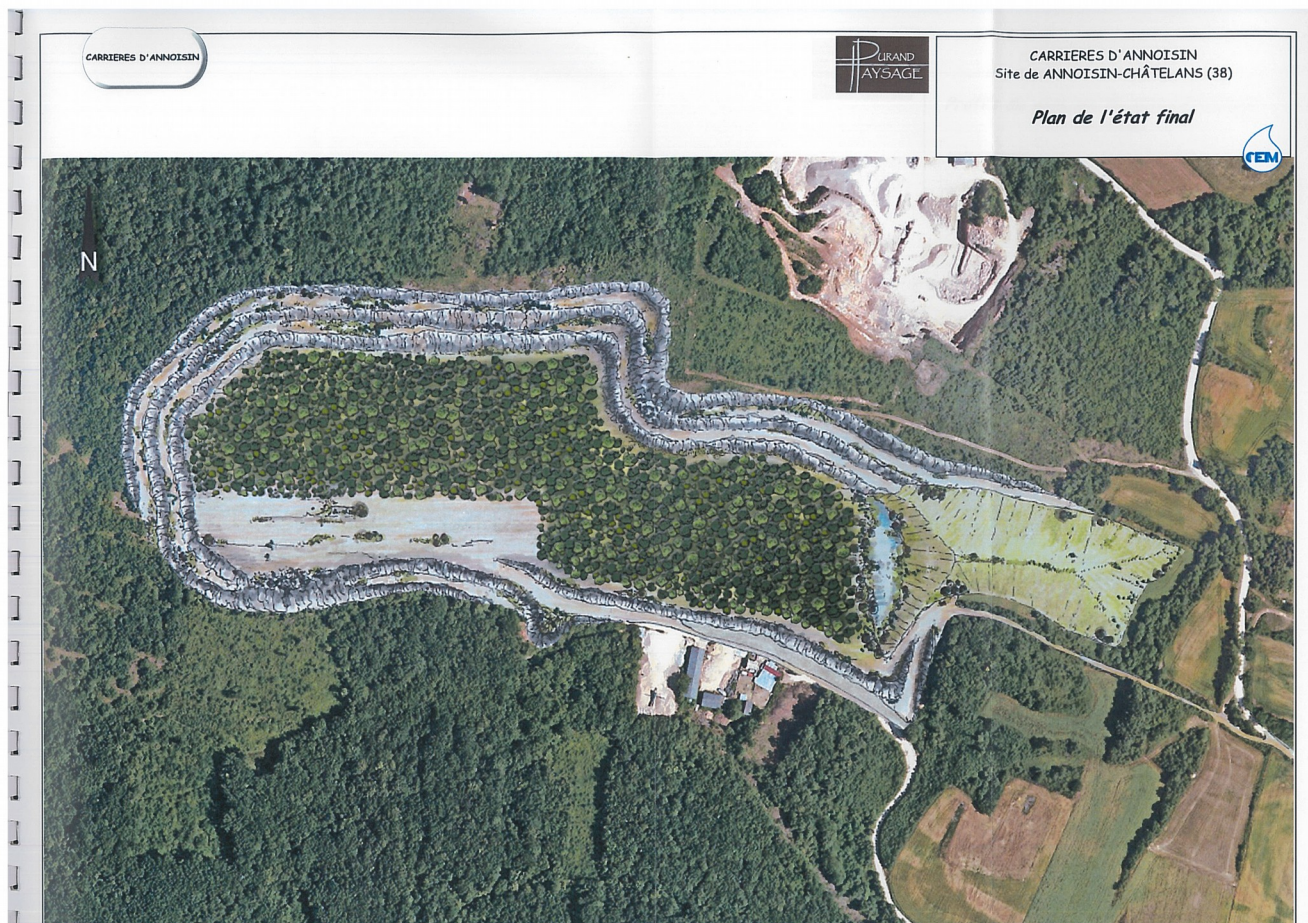 CARRIERES D'ANNOISIN
DURAND
PAYSAGE
CARRIERES D'ANNOISIN
Site de ANNOISIN-CHÂTELANS (38)
Plan de l'état final
CEM
N